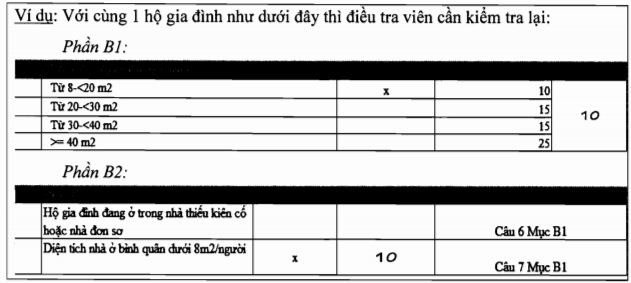 Ví dụ: Với cùng 1 hộ gia đình như dưới đây thì điều tra viên cần kiểm tra lại:
Phần B1:
Từ 8-<20 m2 x 10
Từ 20-<30 m2 15 10
Từ 30-<40 m2 15
>= 40 m2 25
Phần B2:
Hộ gia đình đang ở trong nhà thiếu kiên cố
hoặc nhà đơn sơ Câu 6 Mục B1
Diện tích nhà ở bình quân dưới 8m2/người x 10
Câu 7 Mục B1